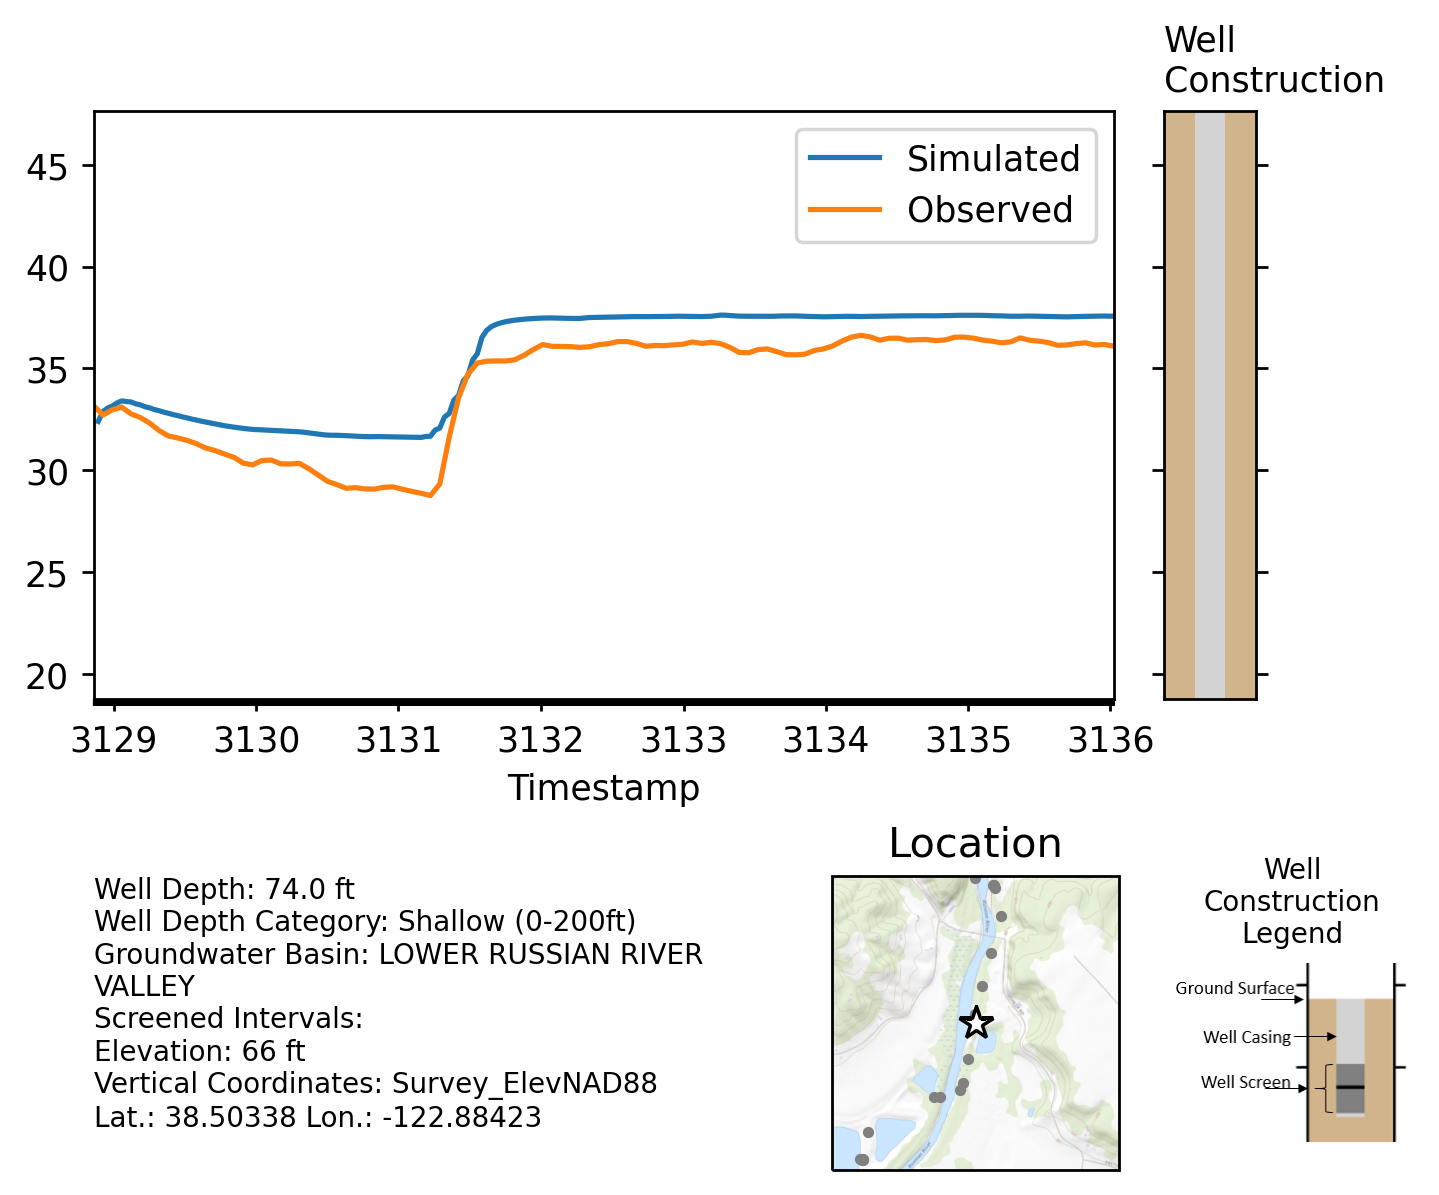 Well
Construction
Simulated
Observed
45
40
35
30
25
20
3129 3130 3131 3132 3133 3134 3135 3136
Timestamp
Location
Well Depth: 74.0 ft
Well Depth Category: Shallow (0-200ft)
Groundwater Basin: LOWER RUSSIAN RIVER
VALLEY
Screened Intervals:
Elevation: 66 ft
Vertical Coordinates: Survey_ElevNAD88
Lat.: 38.50338 Lon.: -122.88423
Well
Construction
Legend
Ground Surface
Well Casing
Well Screen